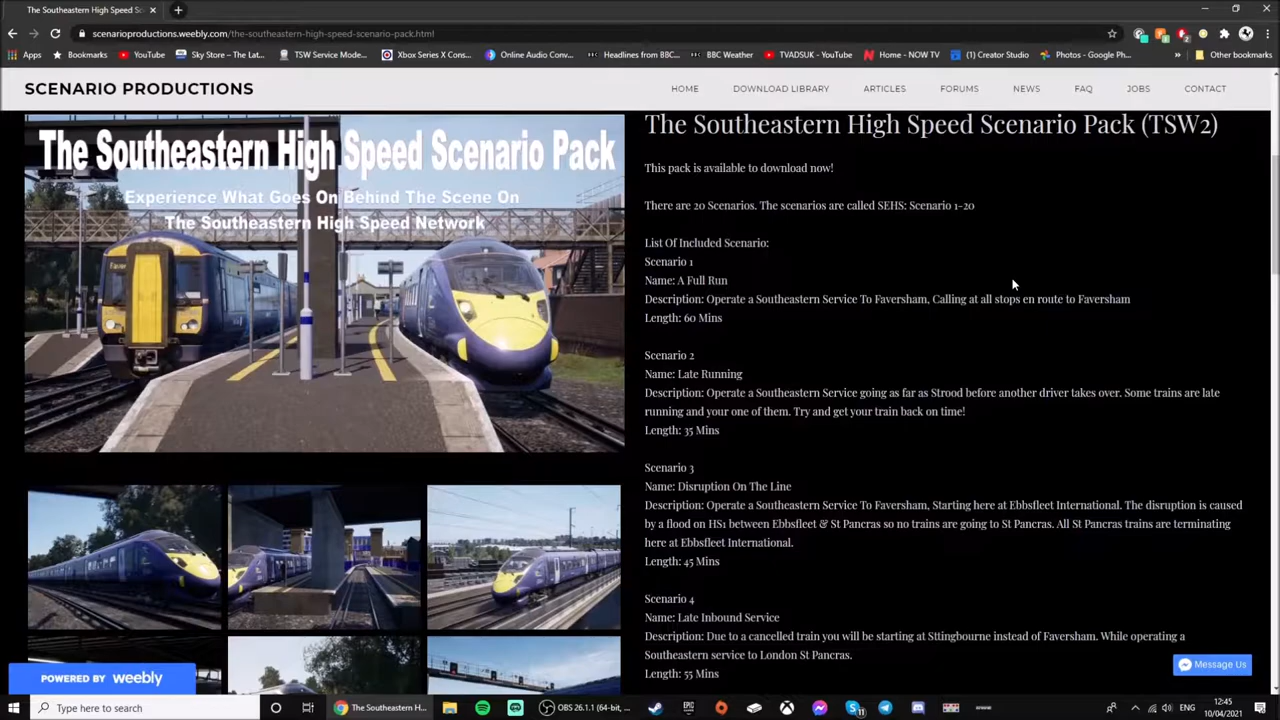 The Southeastern High Speed Sc
scenarioproductions.weebly.com/the-southeastern-high-speed-scenario-pack.html
Apps Bookmarks YouTube Sky Store – The Lat... TSW Service Mode... Xbox Series X Cons... Online Audio Conv... Headlines from BBC... BBC Weather TVADSUK - YouTube Home - NOW TV (1) Creator Studio Photos - Google Ph... » Other bookmarks
SCENARIO PRODUCTIONS
HOME DOWNLOAD LIBRARY ARTICLES FORUMS NEWS FAQ JOBS CONTACT
The Southeastern High Speed Scenario Pack
Experience What Goes On Behind The Scene On
The Southeastern High Speed Network
The Southeastern High Speed Scenario Pack (TSW2)
This pack is available to download now!
There are 20 Scenarios. The scenarios are called SEHS: Scenario 1-20
List Of Included Scenario:
Scenario 1
Name: A Full Run
Description: Operate a Southeastern Service To Faversham, Calling at all stops en route to Faversham
Length: 60 Mins
Scenario 2
Name: Late Running
Description: Operate a Southeastern Service going as far as Strood before another driver takes over. Some trains are late
running and your one of them. Try and get your train back on time!
Length: 35 Mins
Scenario 3
Name: Disruption On The Line
Description: Operate a Southeastern Service To Faversham, Starting here at Ebbsfleet International. The disruption is caused
by a flood on HS1 between Ebbsfleet & St Pancras so no trains are going to St Pancras. All St Pancras trains are terminating
here at Ebbsfleet International.
Length: 45 Mins
Scenario 4
Name: Late Inbound Service
Description: Due to a cancelled train you will be starting at Sttingbourne instead of Faversham. While operating a
Southeastern service to London St Pancras.
Length: 55 Mins
POWERED BY weebly
Message Us
Type here to search
The Southeastern H...
OBS 26.1.1 (64-bit, ...
EPIC
11
ENG
12:45
10/04/2021